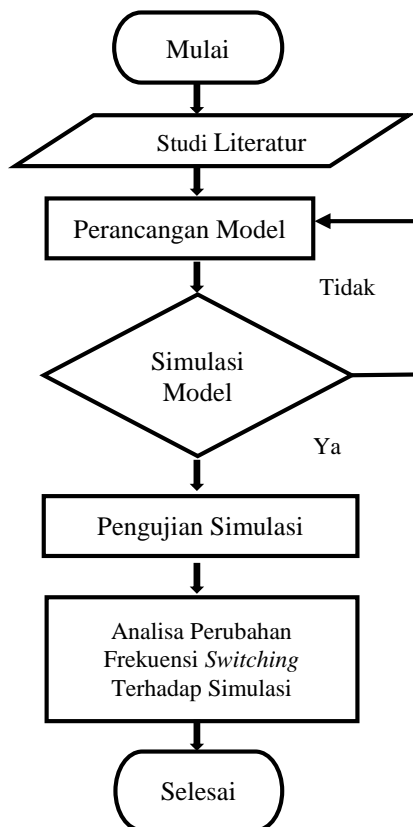 Mulai
Studi Literatur
Perancangan Model
Tidak
Simulasi
Model
Ya
Pengujian Simulasi
Analisa Perubahan
Frekuensi Switching
Terhadap Simulasi
Selesai